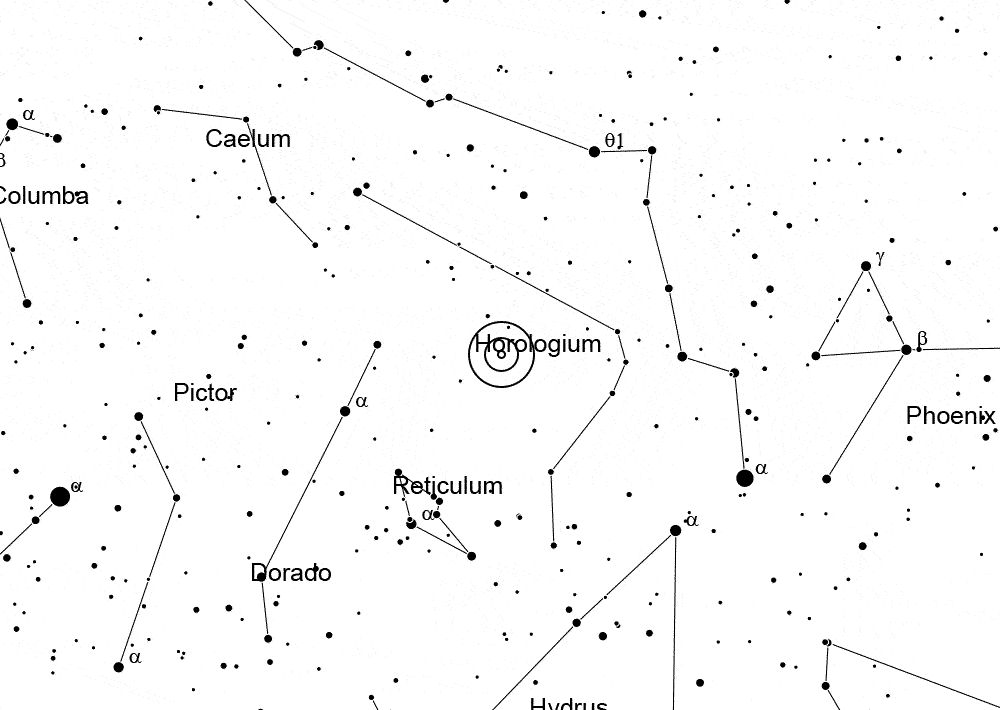 α
θ1
Caelum
β
Columba
γ
β
Horologium
Pictor
α
Phoenix
α
α
Reticulum
α
α
Dorado
α
Hydrus